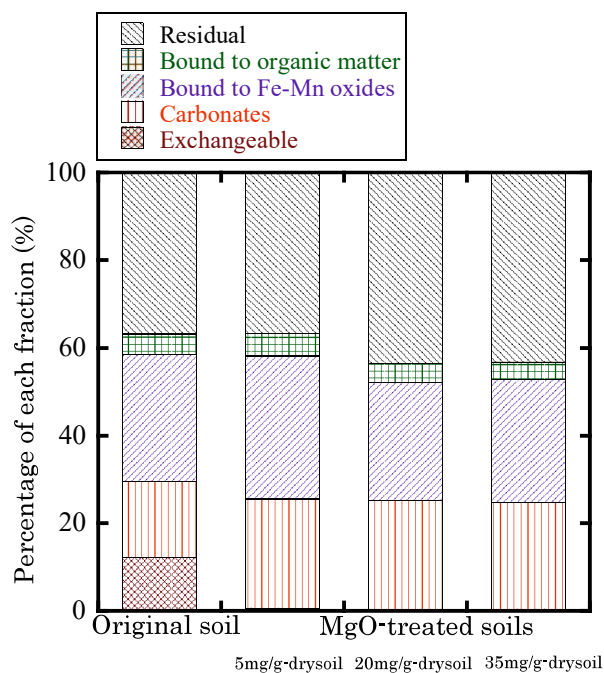 Residual
Bound to organic matter
Bound to Fe-Mn oxides
Carbonates
Exchangeable
Percentage of each fraction (%)
100
80
60
40
20
0
Original soil
MgO-treated soils
5mg/g-drysoil 20mg/g-drysoil 35mg/g-drysoil